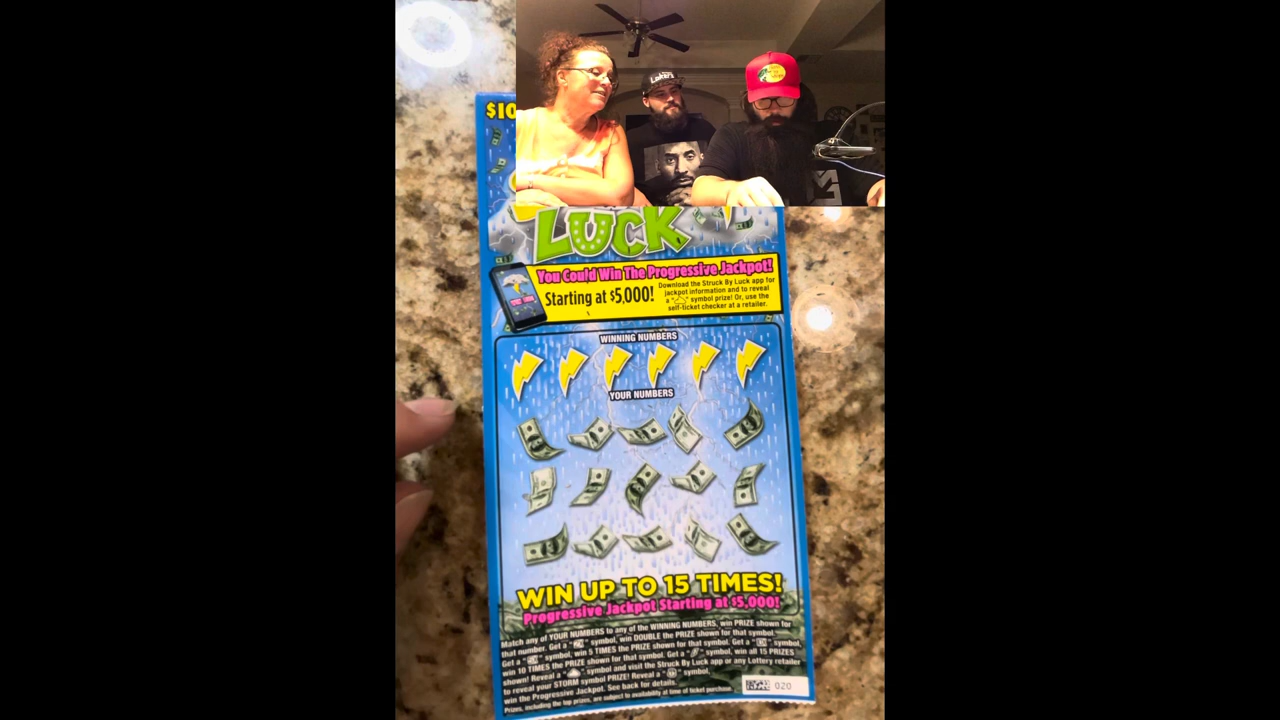 Lakers
$10
LUCK
You Could Win The Progressive Jackpot!
Starting at $5,000!
Download the Struck By Luck app for
jackpot information and to reveal
a " " symbol prize! Or, use the
self-ticket checker at a retailer.
WINNING NUMBERS
YOUR NUMBERS
WIN UP TO 15 TIMES!
Progressive Jackpot Starting at $5,000!
Match any of YOUR NUMBERS to any of the WINNING NUMBERS, win PRIZE shown for
that number. Get a " " symbol, win DOUBLE the PRIZE shown for that symbol.
Get a " " symbol, win 5 TIMES the PRIZE shown for that symbol. Get a " " symbol,
win 10 TIMES the PRIZE shown for that symbol. Get a " " symbol, win all 15 PRIZES
shown! Reveal a " " symbol and visit the Struck By Luck app or any Lottery retailer
to reveal your STORM symbol PRIZE! Reveal a " " symbol,
win the Progressive Jackpot. See back for details.
Prizes, including the top prizes, are subject to availability at time of ticket purchase.
020